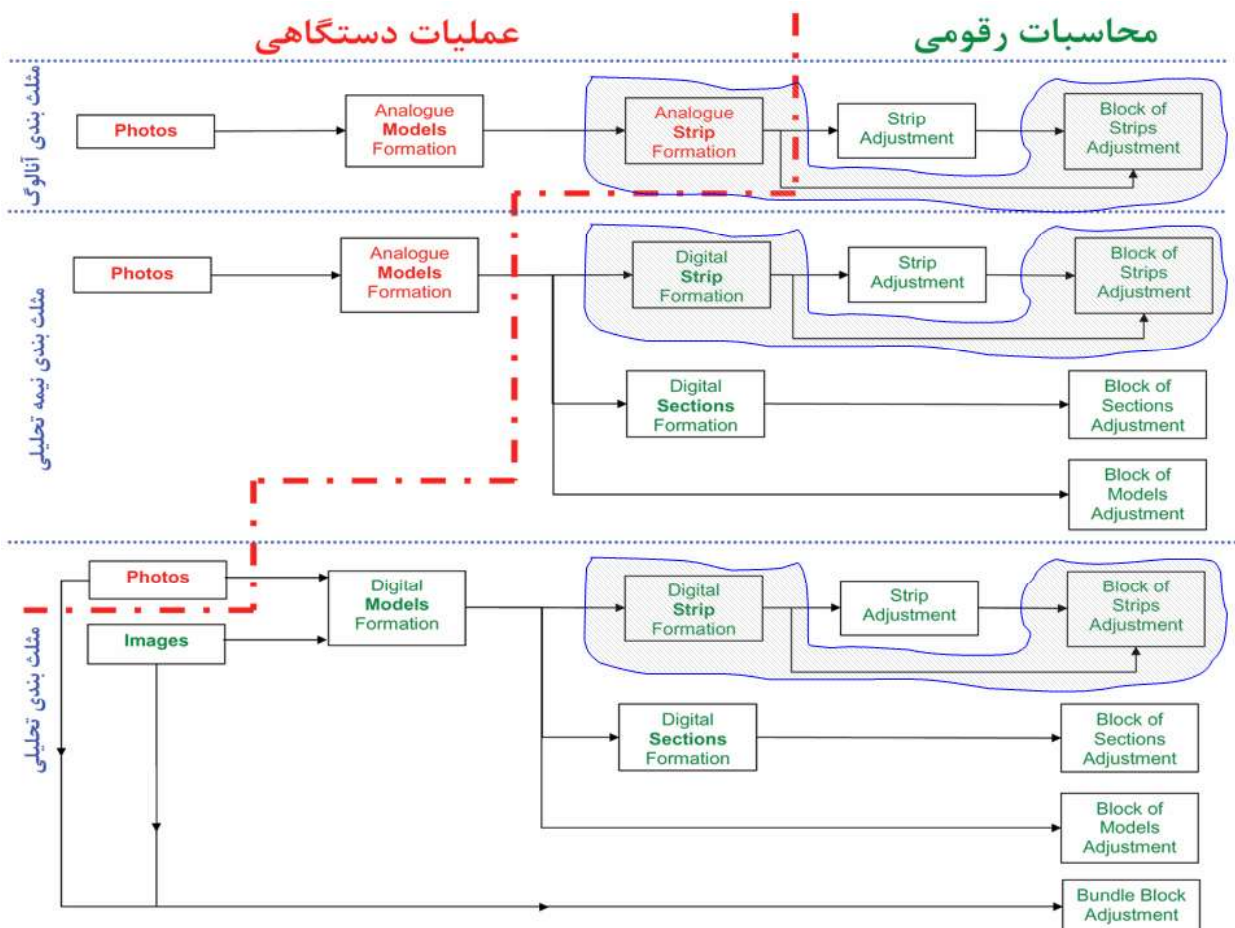 عملیات دستگاهی
محاسبات رقومی
مثلث بندی آنالوگ
Photos
Analogue
Models
Formation
Analogue
Strip
Formation
Strip
Adjustment
Block of
Strips
Adjustment
مثلث بندی نیمه تحلیلی
Photos
Analogue
Models
Formation
Digital
Strip
Formation
Strip
Adjustment
Block of
Strips
Adjustment
Digital
Sections
Formation
Block of
Sections
Adjustment
Block of
Models
Adjustment
مثلث بندی تحلیلی
Photos
Images
Digital
Models
Formation
Digital
Strip
Formation
Strip
Adjustment
Block of
Strips
Adjustment
Digital
Sections
Formation
Block of
Sections
Adjustment
Block of
Models
Adjustment
Bundle Block
Adjustment